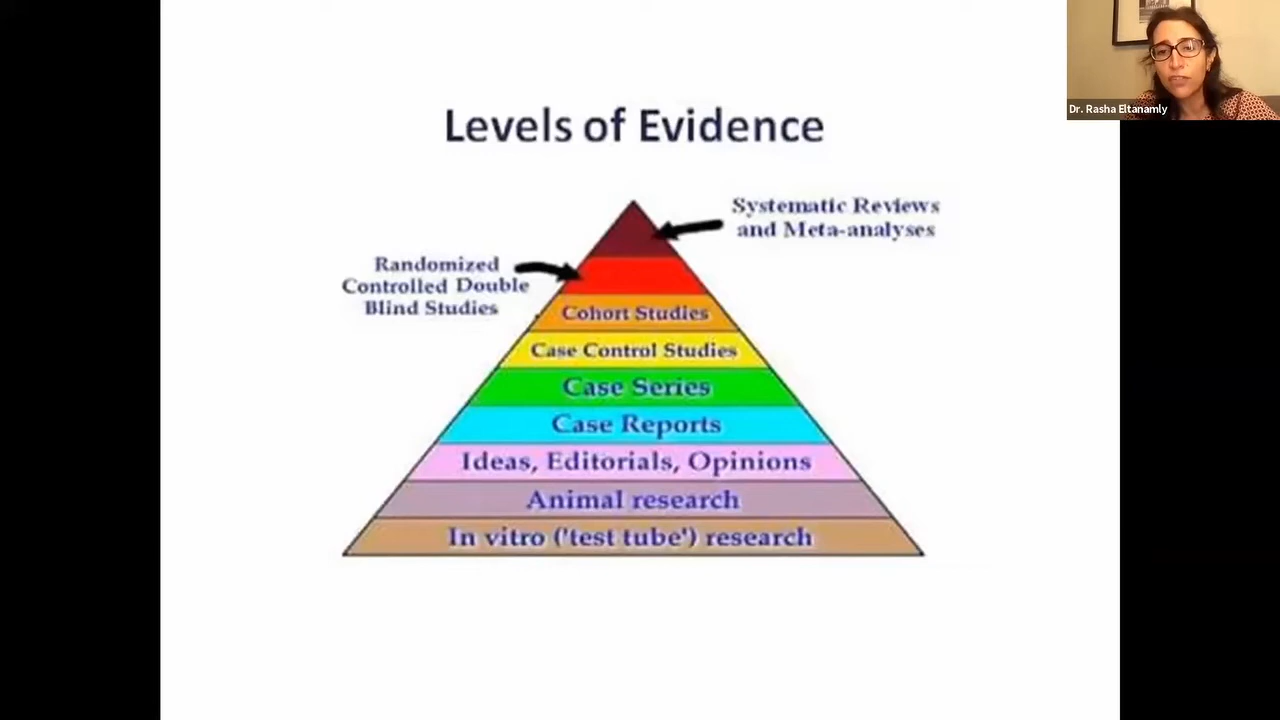 Dr. Rasha Eltanamly
Levels of Evidence
Systematic Reviews
and Meta-analyses
Randomized
Controlled Double
Blind Studies
Cohort Studies
Case Control Studies
Case Series
Case Reports
Ideas, Editorials, Opinions
Animal research
In vitro ('test tube') research